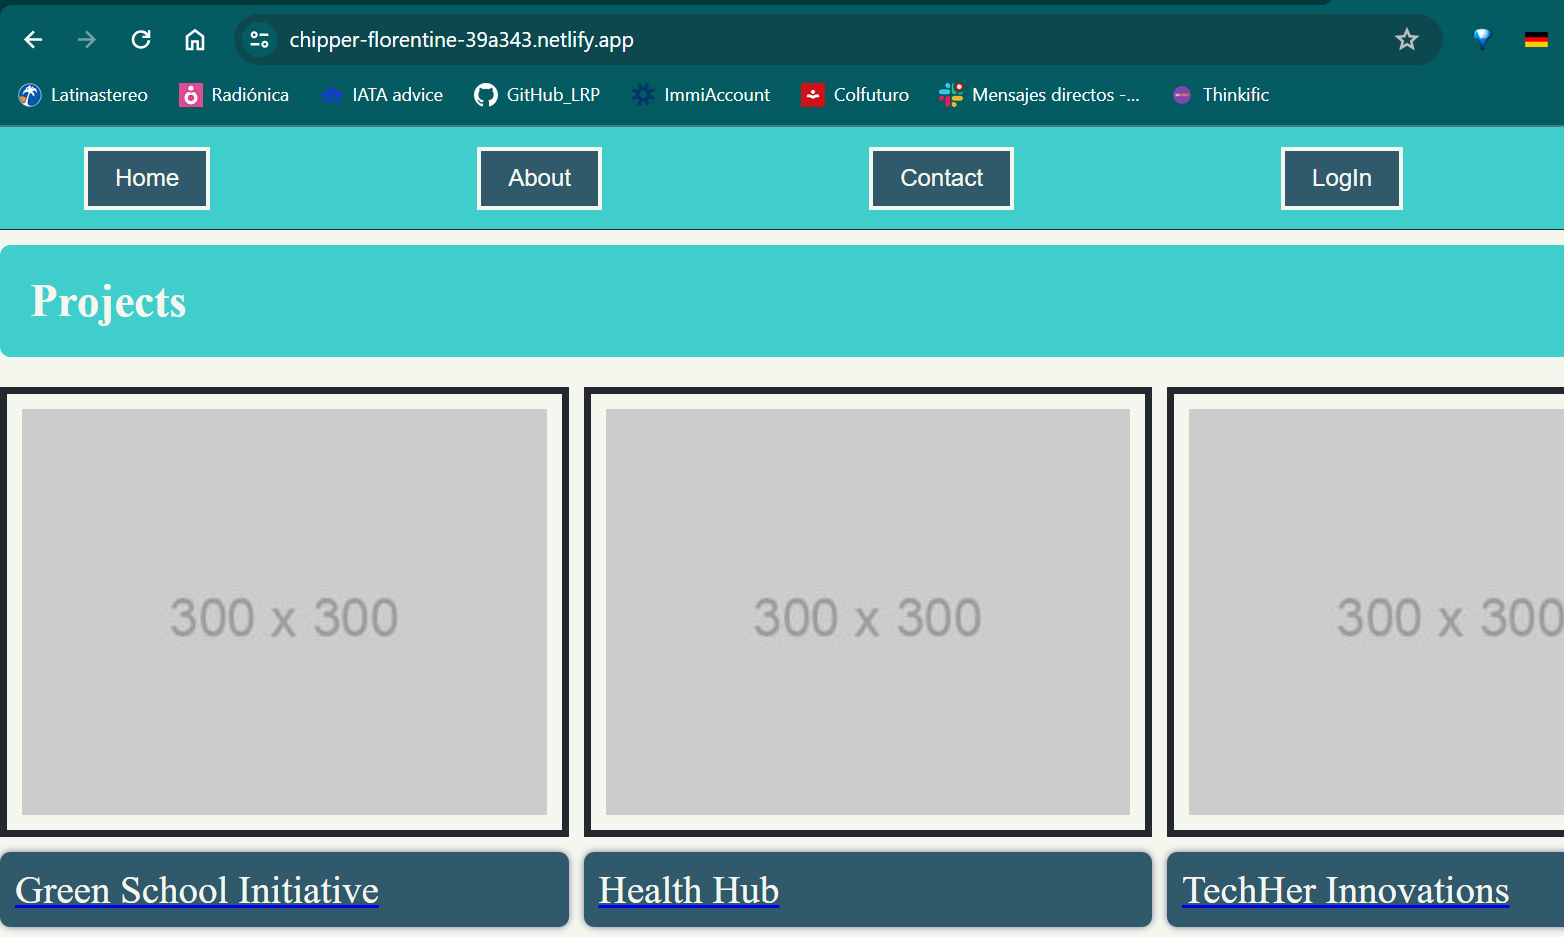 chipper-florentine-39a343.netlify.app
Latinastereo Radiónica IATA advice GitHub_LRP ImmiAccount Colfuturo Mensajes directos -... Thinkific
Home About Contact LogIn
Projects
300 x 300 300 x 300 300 x 300
Green School Initiative Health Hub TechHer Innovations